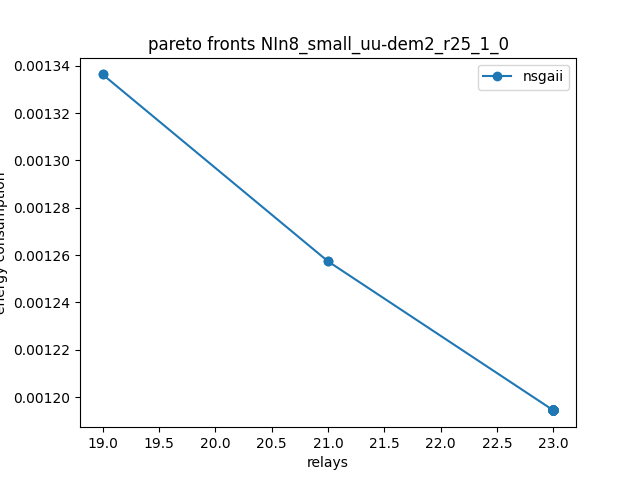 pareto fronts NIn8_small_uu-dem2_r25_1_0
nsgaii
0.00134
0.00132
0.00130
0.00128
0.00126
0.00124
0.00122
0.00120
energy consumption
19.0 19.5 20.0 20.5 21.0 21.5 22.0 22.5 23.0
relays